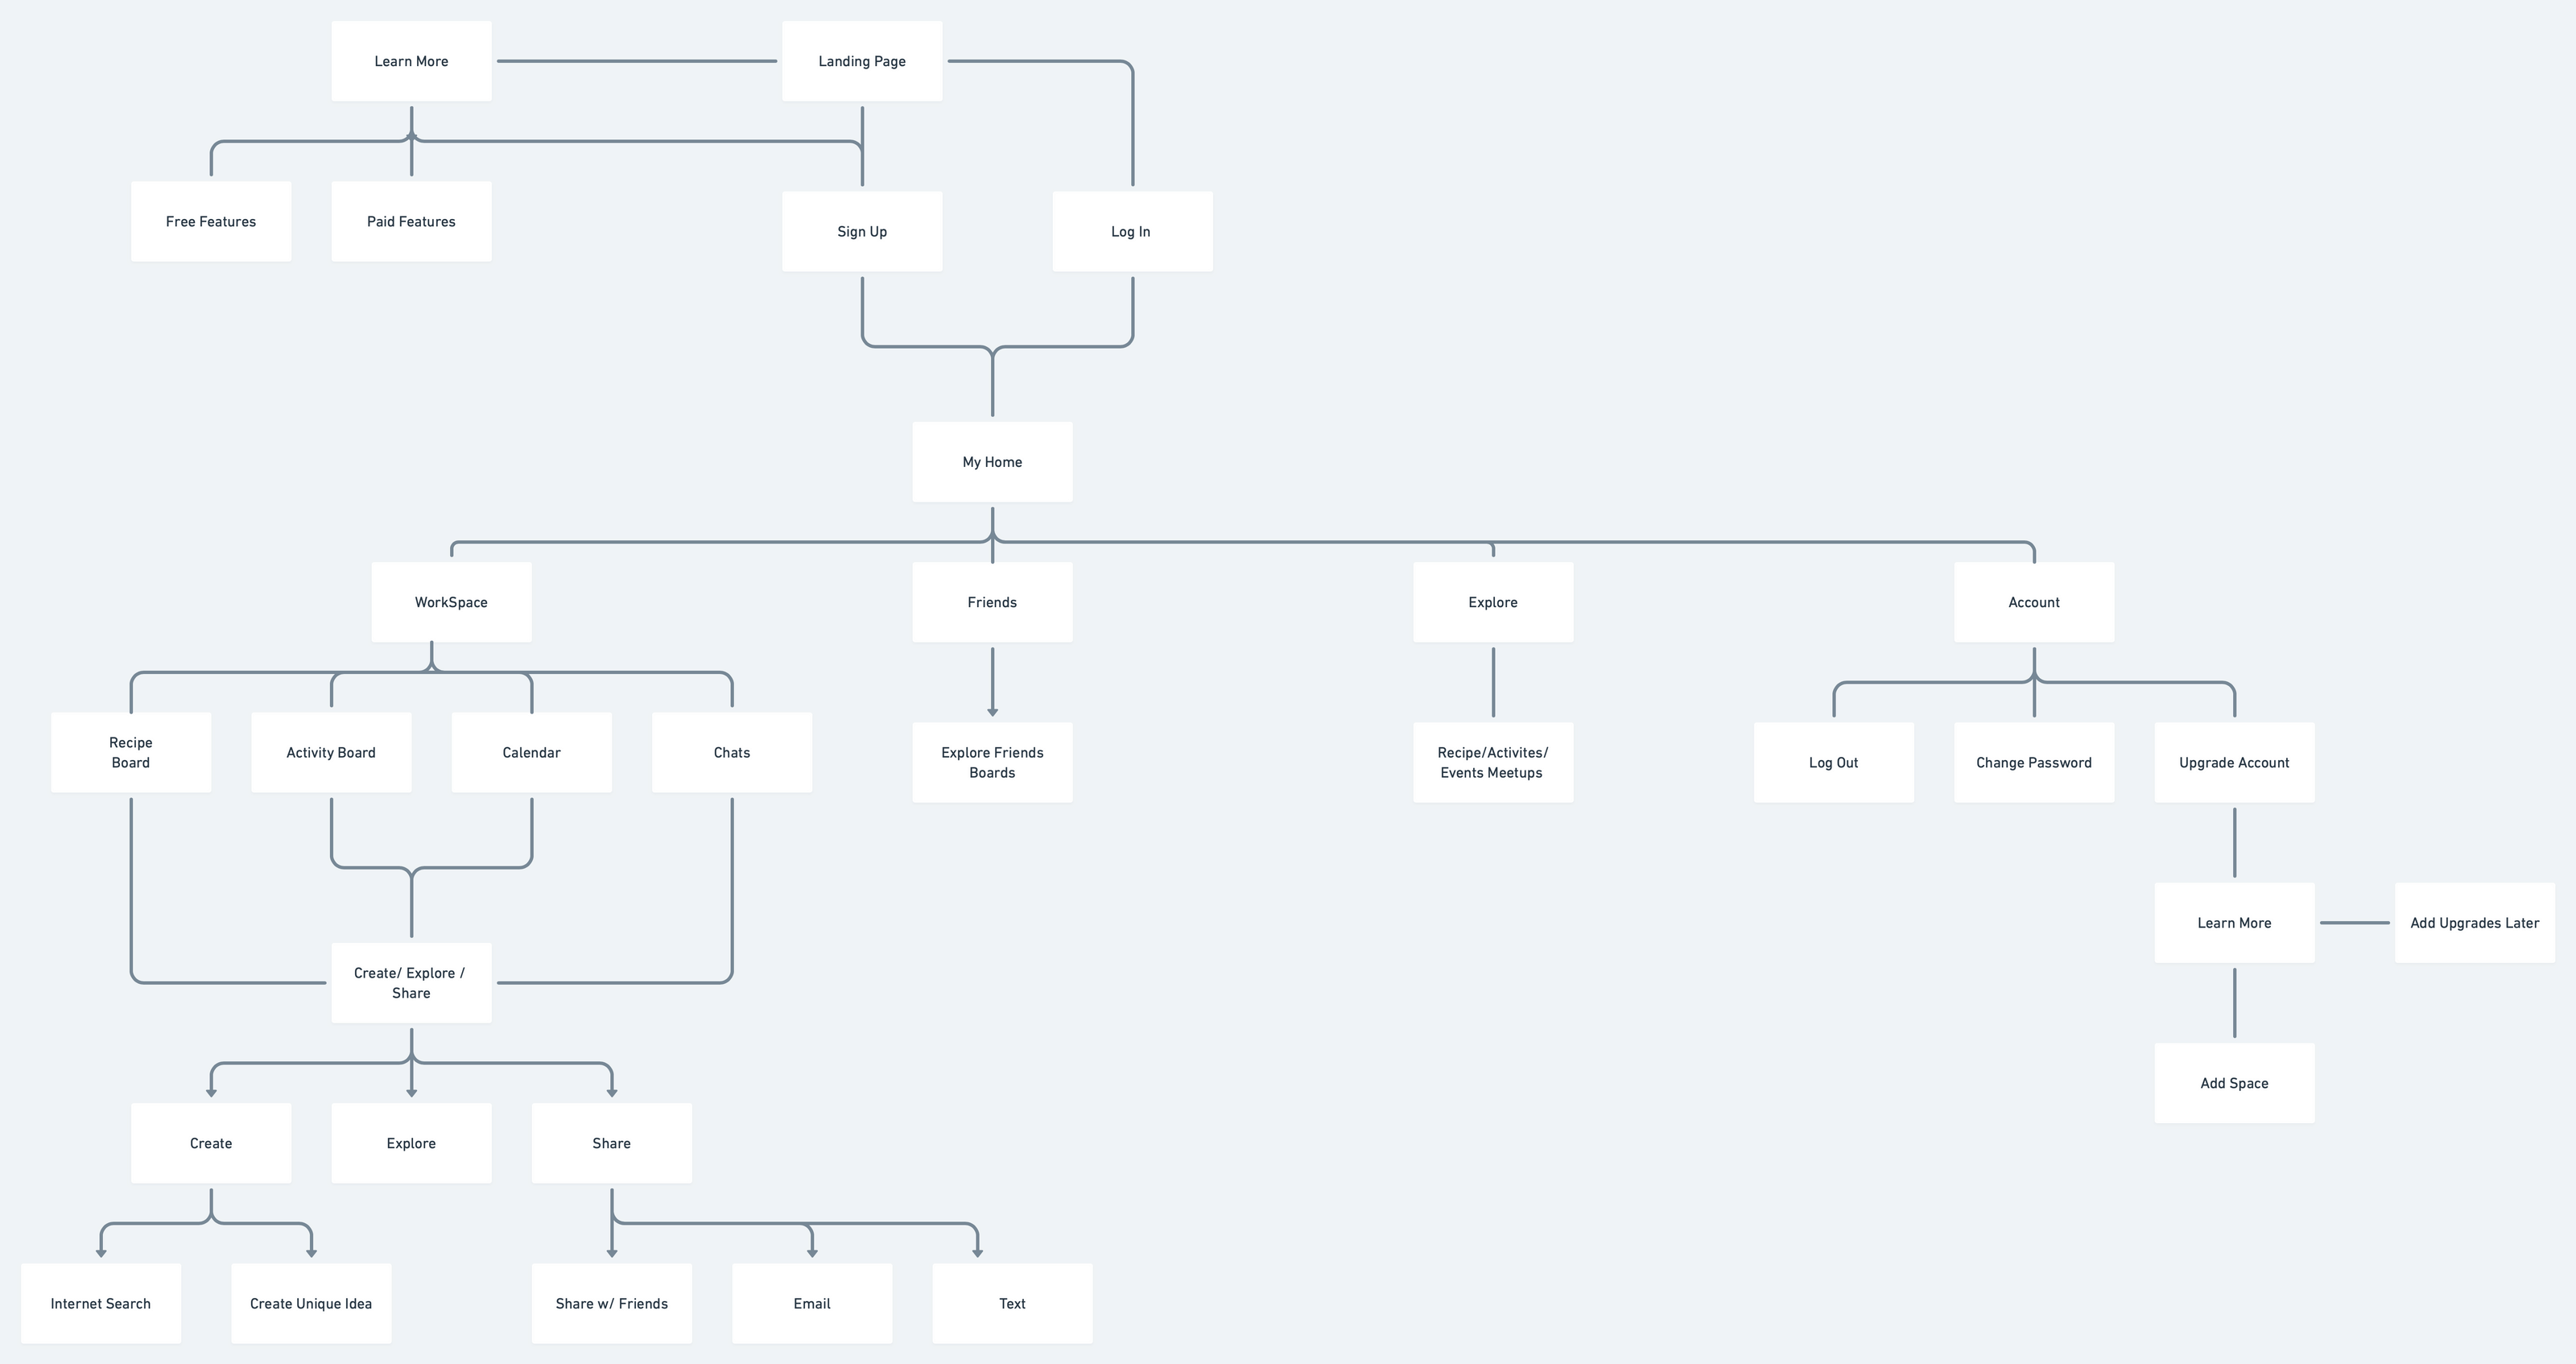 Learn More
Landing Page
Free Features
Paid Features
Sign Up
Log In
My Home
WorkSpace
Friends
Explore
Account
Recipe
Board
Activity Board
Calendar
Chats
Explore Friends
Boards
Recipe/Activites/
Events Meetups
Log Out
Change Password
Upgrade Account
Learn More
Add Upgrades Later
Create/ Explore /
Share
Add Space
Create
Explore
Share
Internet Search
Create Unique Idea
Share w/ Friends
Email
Text